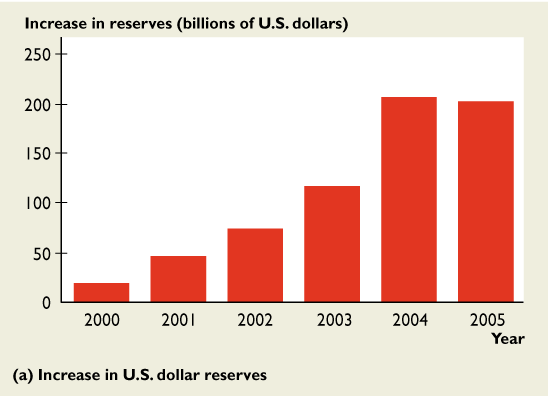 Increase in reserves (billions of U.S. dollars)
250
200
150
100
50
0
2000 2001 2002 2003 2004 2005
Year
(a) Increase in U.S. dollar reserves